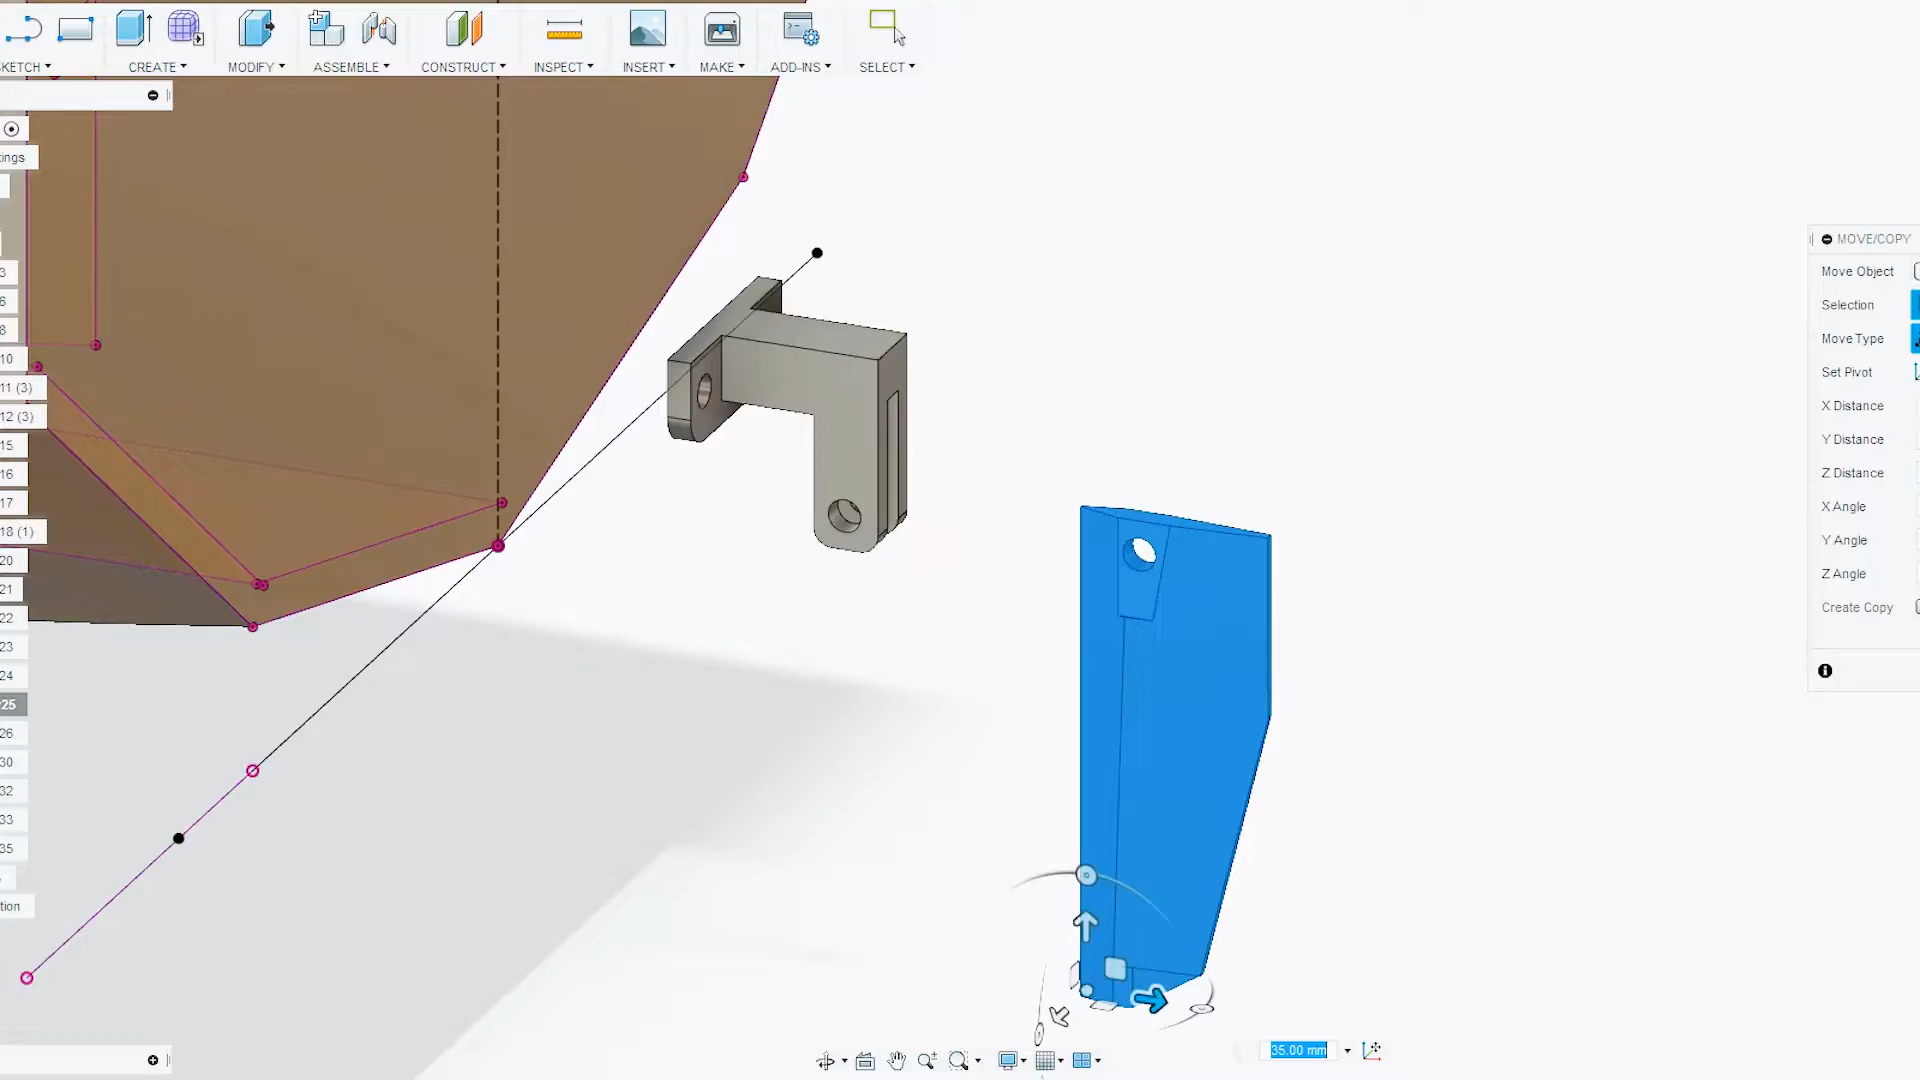 KETCH
CREATE
MODIFY
ASSEMBLE
CONSTRUCT
INSPECT
INSERT
MAKE
ADD-INS
SELECT
tings
3
6
8
10
11 (3)
12 (3)
15
16
17
18 (1)
20
21
22
23
24
25
26
30
32
33
35
tion
MOVE/COPY
Move Object
Selection
Move Type
Set Pivot
X Distance
Y Distance
Z Distance
X Angle
Y Angle
Z Angle
Create Copy
35.00 mm